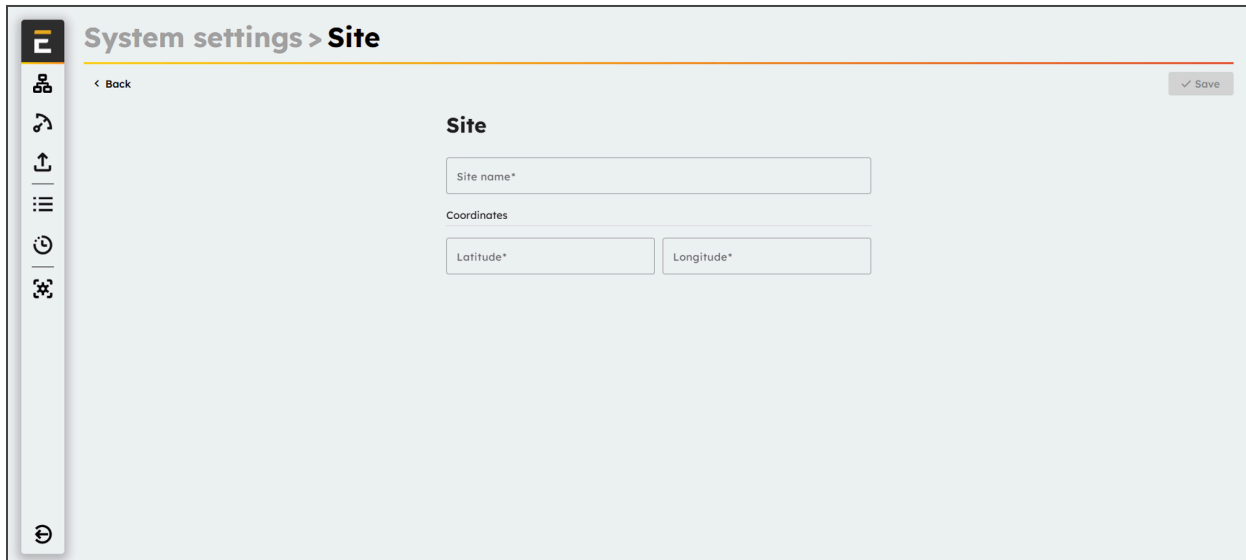 System settings > Site
< Back
✓ Save
Site
Site name*
Coordinates
Latitude* Longitude*